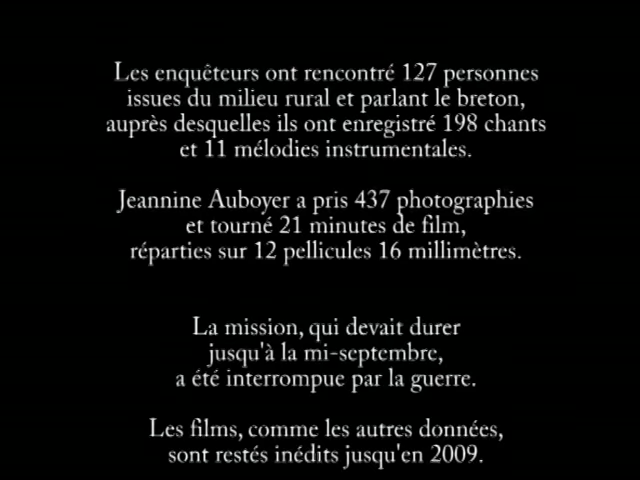 Les enquêteurs ont rencontré 127 personnes
issues du milieu rural et parlant le breton,
auprès desquelles ils ont enregistré 198 chants
et 11 mélodies instrumentales.
Jeannine Auboyer a pris 437 photographies
et tourné 21 minutes de film,
réparties sur 12 pellicules 16 millimètres.
La mission, qui devait durer
jusqu'à la mi-septembre,
a été interrompue par la guerre.
Les films, comme les autres données,
sont restés inédits jusqu'en 2009.